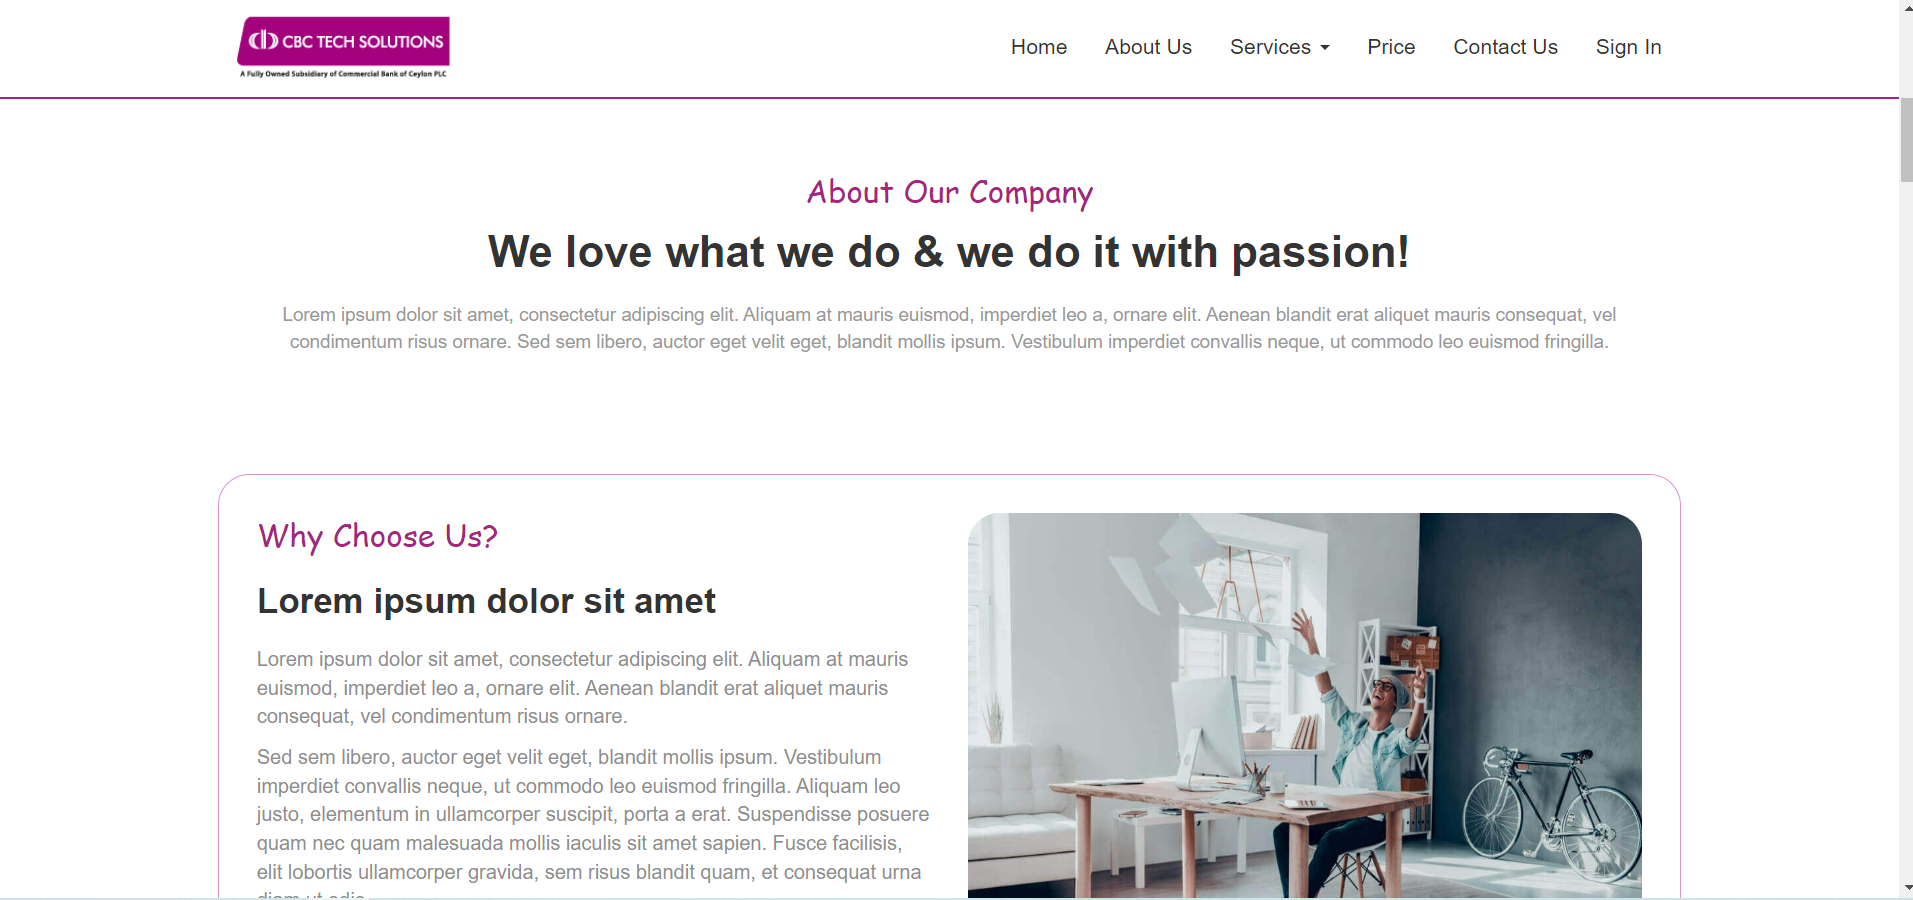 CBC TECH SOLUTIONS
A Fully Owned Subsidiary of Commercial Bank of Ceylon PLC
Home About Us Services Price Contact Us Sign In
About Our Company
We love what we do & we do it with passion!
Lorem ipsum dolor sit amet, consectetur adipiscing elit. Aliquam at mauris euismod, imperdiet leo a, ornare elit. Aenean blandit erat aliquet mauris consequat, vel
condimentum risus ornare. Sed sem libero, auctor eget velit eget, blandit mollis ipsum. Vestibulum imperdiet convallis neque, ut commodo leo euismod fringilla.
Why Choose Us?
Lorem ipsum dolor sit amet
Lorem ipsum dolor sit amet, consectetur adipiscing elit. Aliquam at mauris
euismod, imperdiet leo a, ornare elit. Aenean blandit erat aliquet mauris
consequat, vel condimentum risus ornare.
Sed sem libero, auctor eget velit eget, blandit mollis ipsum. Vestibulum
imperdiet convallis neque, ut commodo leo euismod fringilla. Aliquam leo
justo, elementum in ullamcorper suscipit, porta a erat. Suspendisse posuere
quam nec quam malesuada mollis iaculis sit amet sapien. Fusce facilisis,
elit lobortis ullamcorper gravida, sem risus blandit quam, et consequat urna